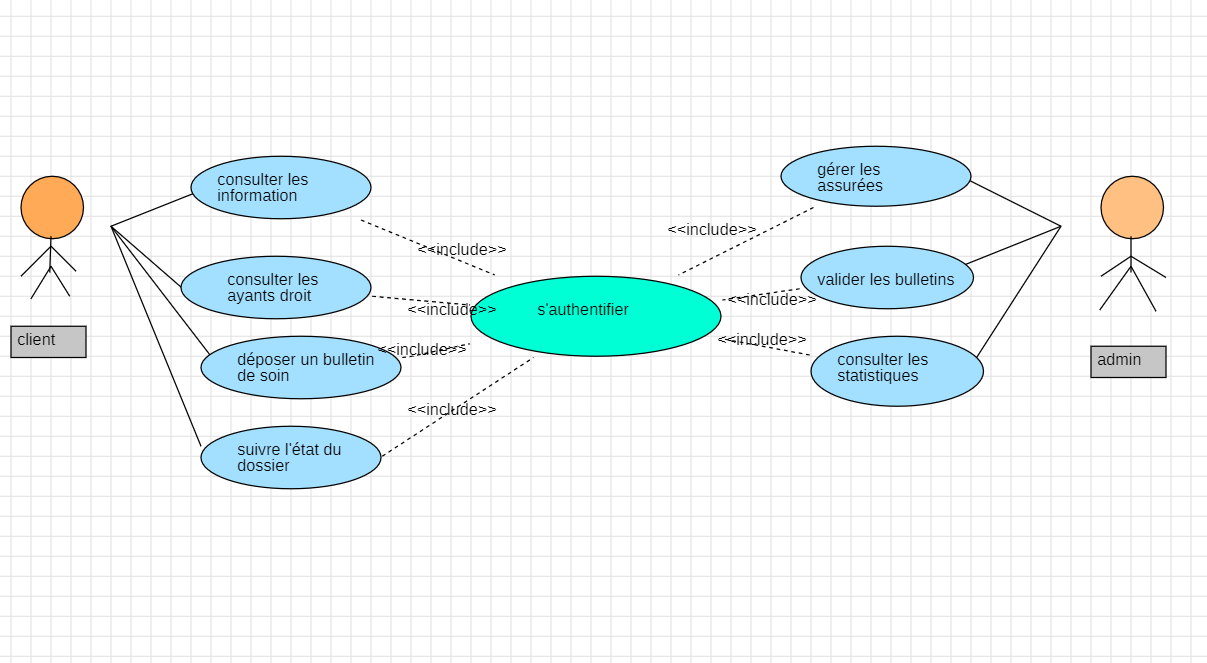 consulter les
information
<<include>>
consulter les
ayants droit
<<include>>
déposer un bulletin
de soin
<<include>>
suivre l'état du
dossier
<<include>>
client
s'authentifier
gérer les
assurées
<<include>>
valider les bulletins
<<include>>
consulter les
statistiques
<<include>>
admin